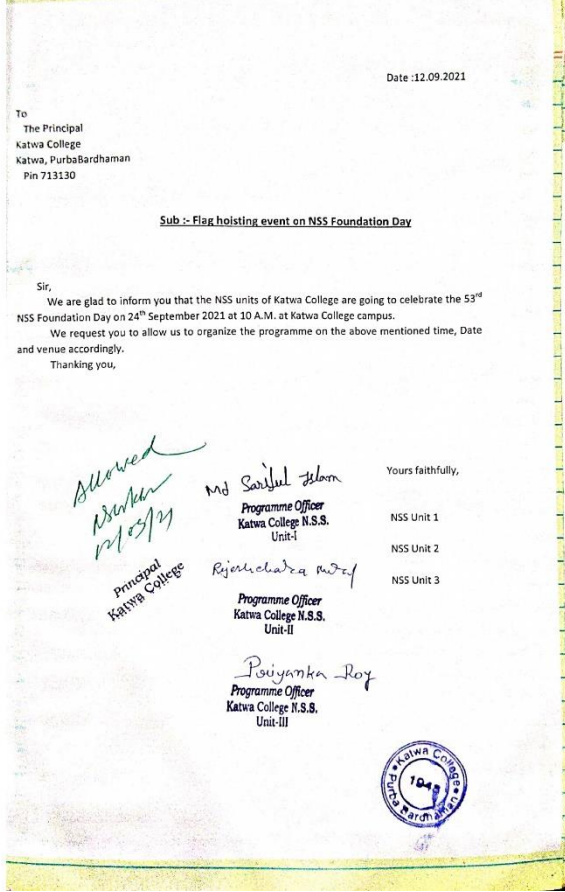 Date :12.09.2021
To
The Principal
Katwa College
Katwa, PurbaBardhaman
Pin 713130
Sub :- Flag hoisting event on NSS Foundation Day
Sir,
We are glad to inform you that the NSS units of Katwa College are going to celebrate the 53rd
NSS Foundation Day on 24th September 2021 at 10 A.M. at Katwa College campus.
We request you to allow us to organize the programme on the above mentioned time, Date
and venue accordingly.
Thanking you,
Allowed
Principal
Katwa College
Md Sariful Islam
Programme Officer
Katwa College N.S.S.
Unit-I
Programme Officer
Katwa College N.S.S.
Unit-II
Priyanka Roy
Programme Officer
Katwa College N.S.S.
Unit-III
Yours faithfully,
NSS Unit 1
NSS Unit 2
NSS Unit 3
Katwa College
Purba Bardhaman